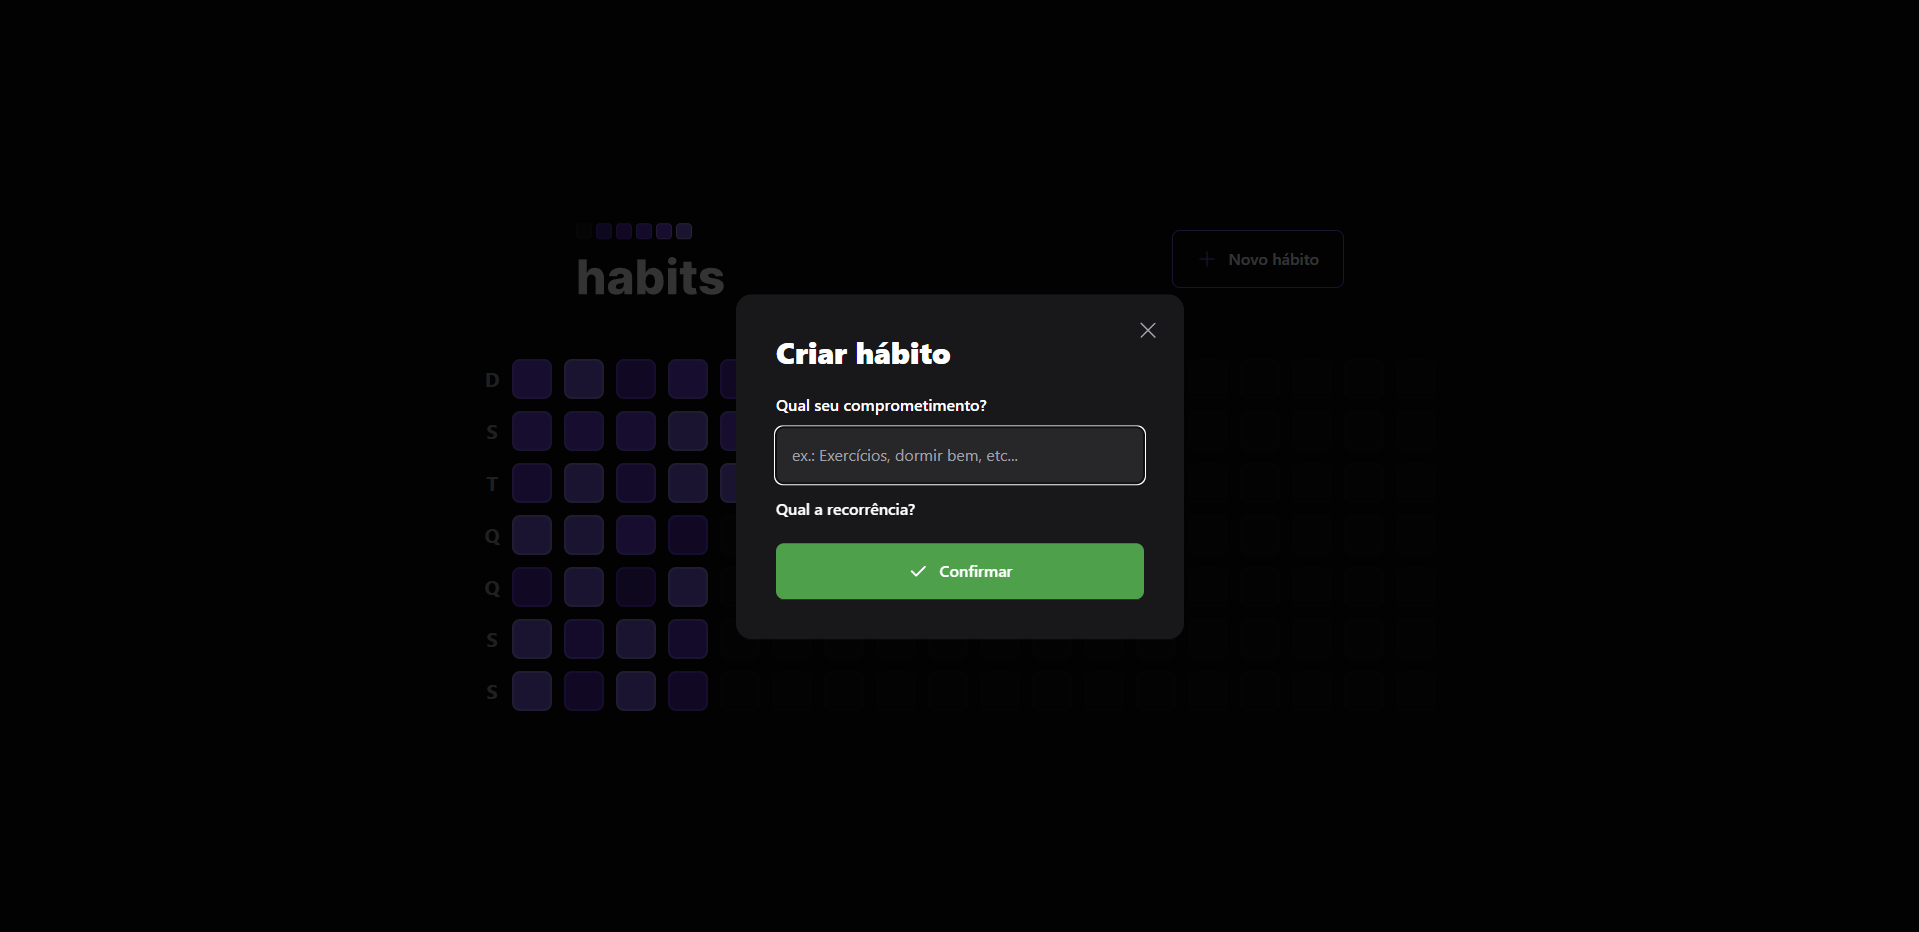 habits
Novo hábito
Criar hábito
Qual seu comprometimento?
ex.: Exercícios, dormir bem, etc...
Qual a recorrência?
Confirmar
D
S
T
Q
Q
S
S